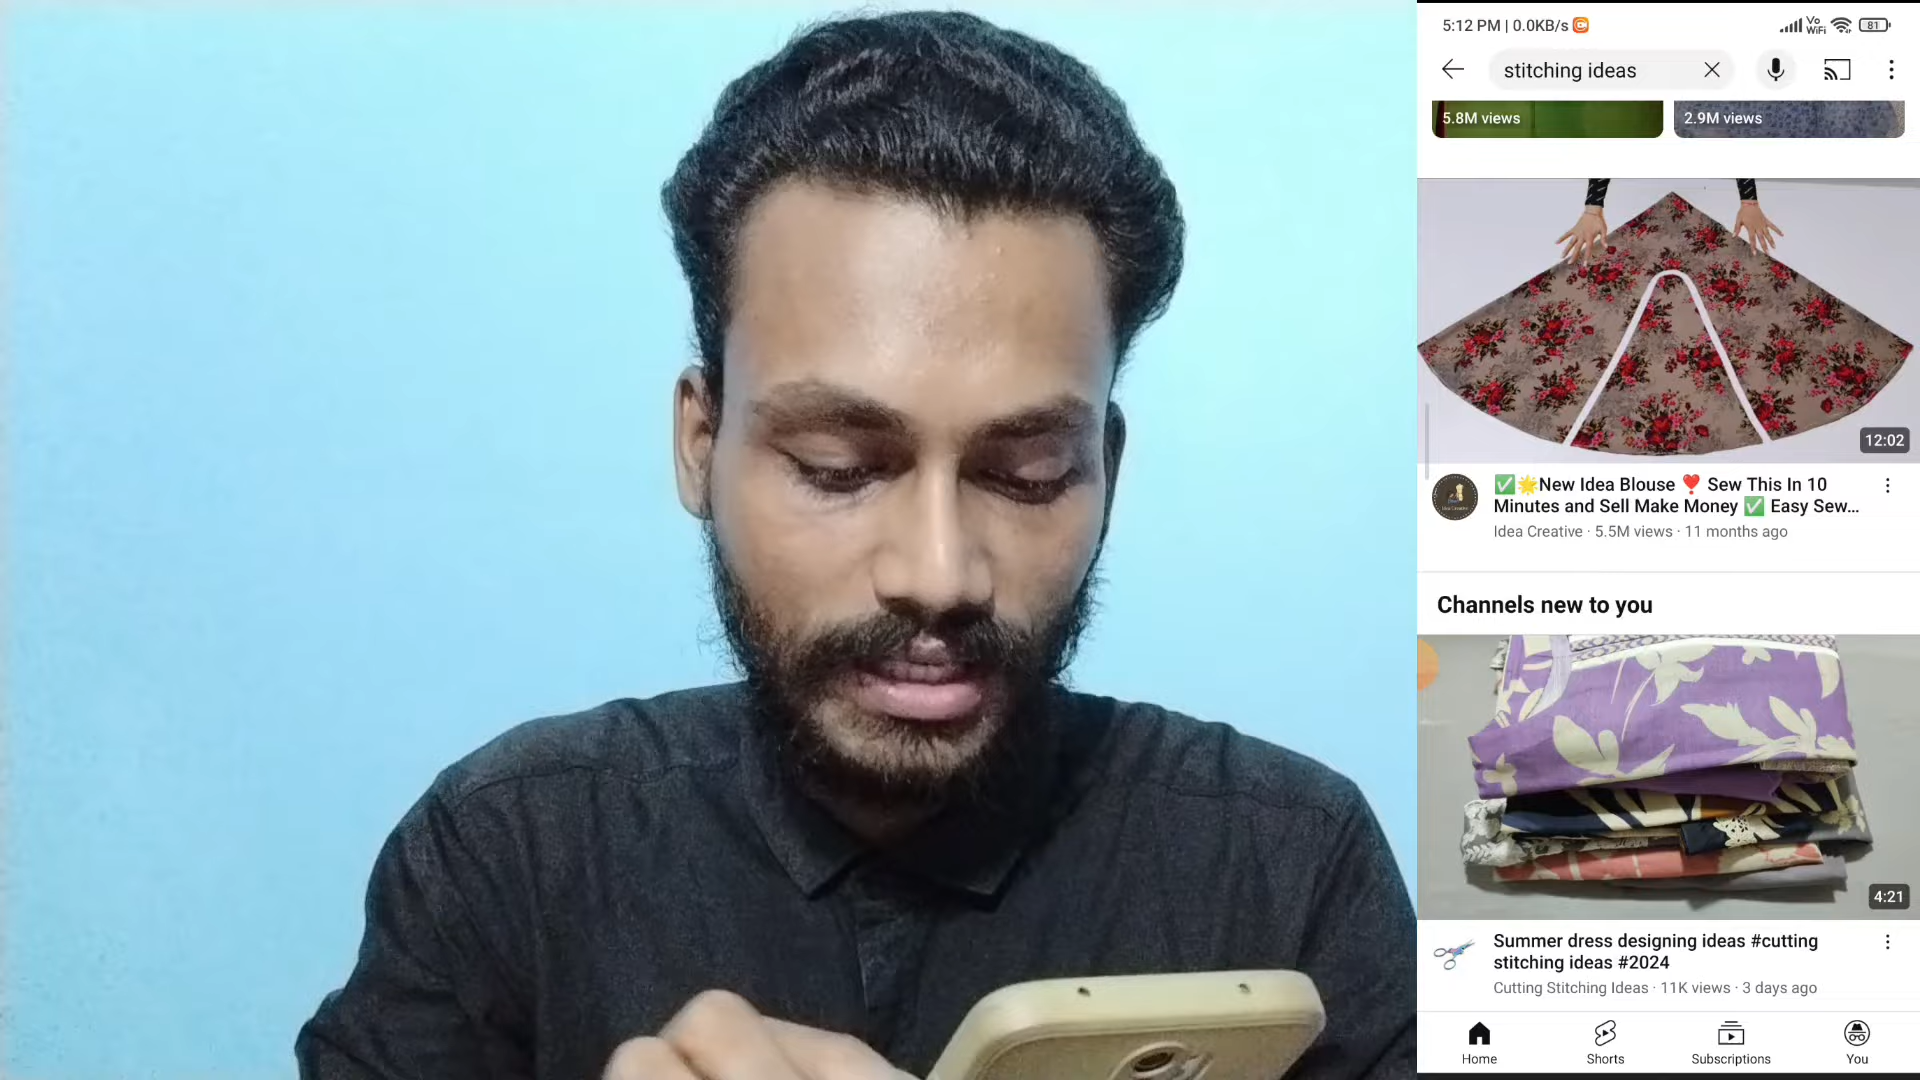 5:12 PM | 0.0KB/s
Vo
WiFi
81
stitching ideas
5.8M views
2.9M views
12:02
✅🌟New Idea Blouse ❣️ Sew This In 10
Minutes and Sell Make Money ✅ Easy Sew...
Idea Creative · 5.5M views · 11 months ago
Channels new to you
4:21
Summer dress designing ideas #cutting
stitching ideas #2024
Cutting Stitching Ideas · 11K views · 3 days ago
Home
Shorts
Subscriptions
You